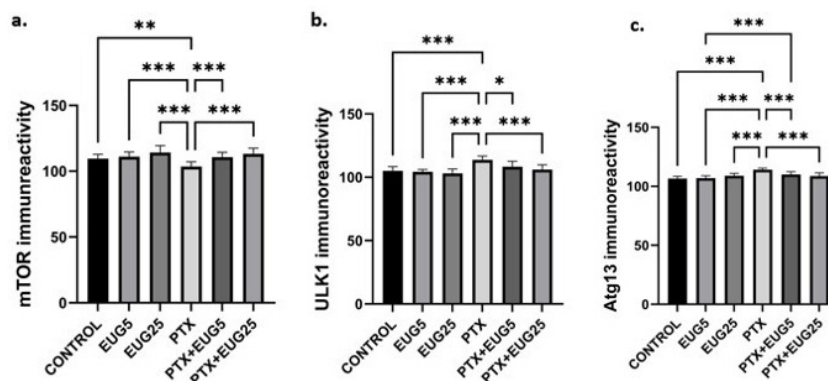 a.
**
*** ***
*** ***
150
100
50
0
mTOR immunreactivity
CONTROL
EUG5
EUG25
PTX
PTX+EUG5
PTX+EUG25
b.
***
*** *
*** ***
150
100
50
0
ULK1 immunoreactivity
CONTROL
EUG5
EUG25
PTX
PTX+EUG5
PTX+EUG25
c.
***
***
*** ***
*** ***
150
100
50
0
Atg13 immunoreactivity
CONTROL
EUG5
EUG25
PTX
PTX+EUG5
PTX+EUG25